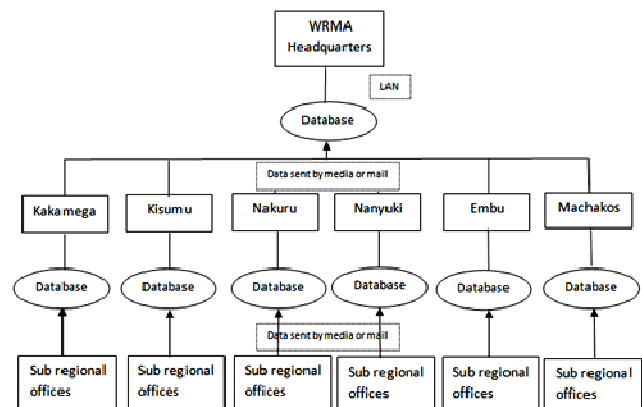 WRMA
Headquarters
LAN
Database
Data sent by media or maill
Kakamega
Kisumu
Nakuru
Nanyuki
Embu
Machakos
Database
Database
Database
Database
Database
Database
Data sent by media or mail
Sub regional
offices
Sub regional
offices
Sub regional
offices
Sub regional
offices
Sub regional
offices
Sub regional
offices